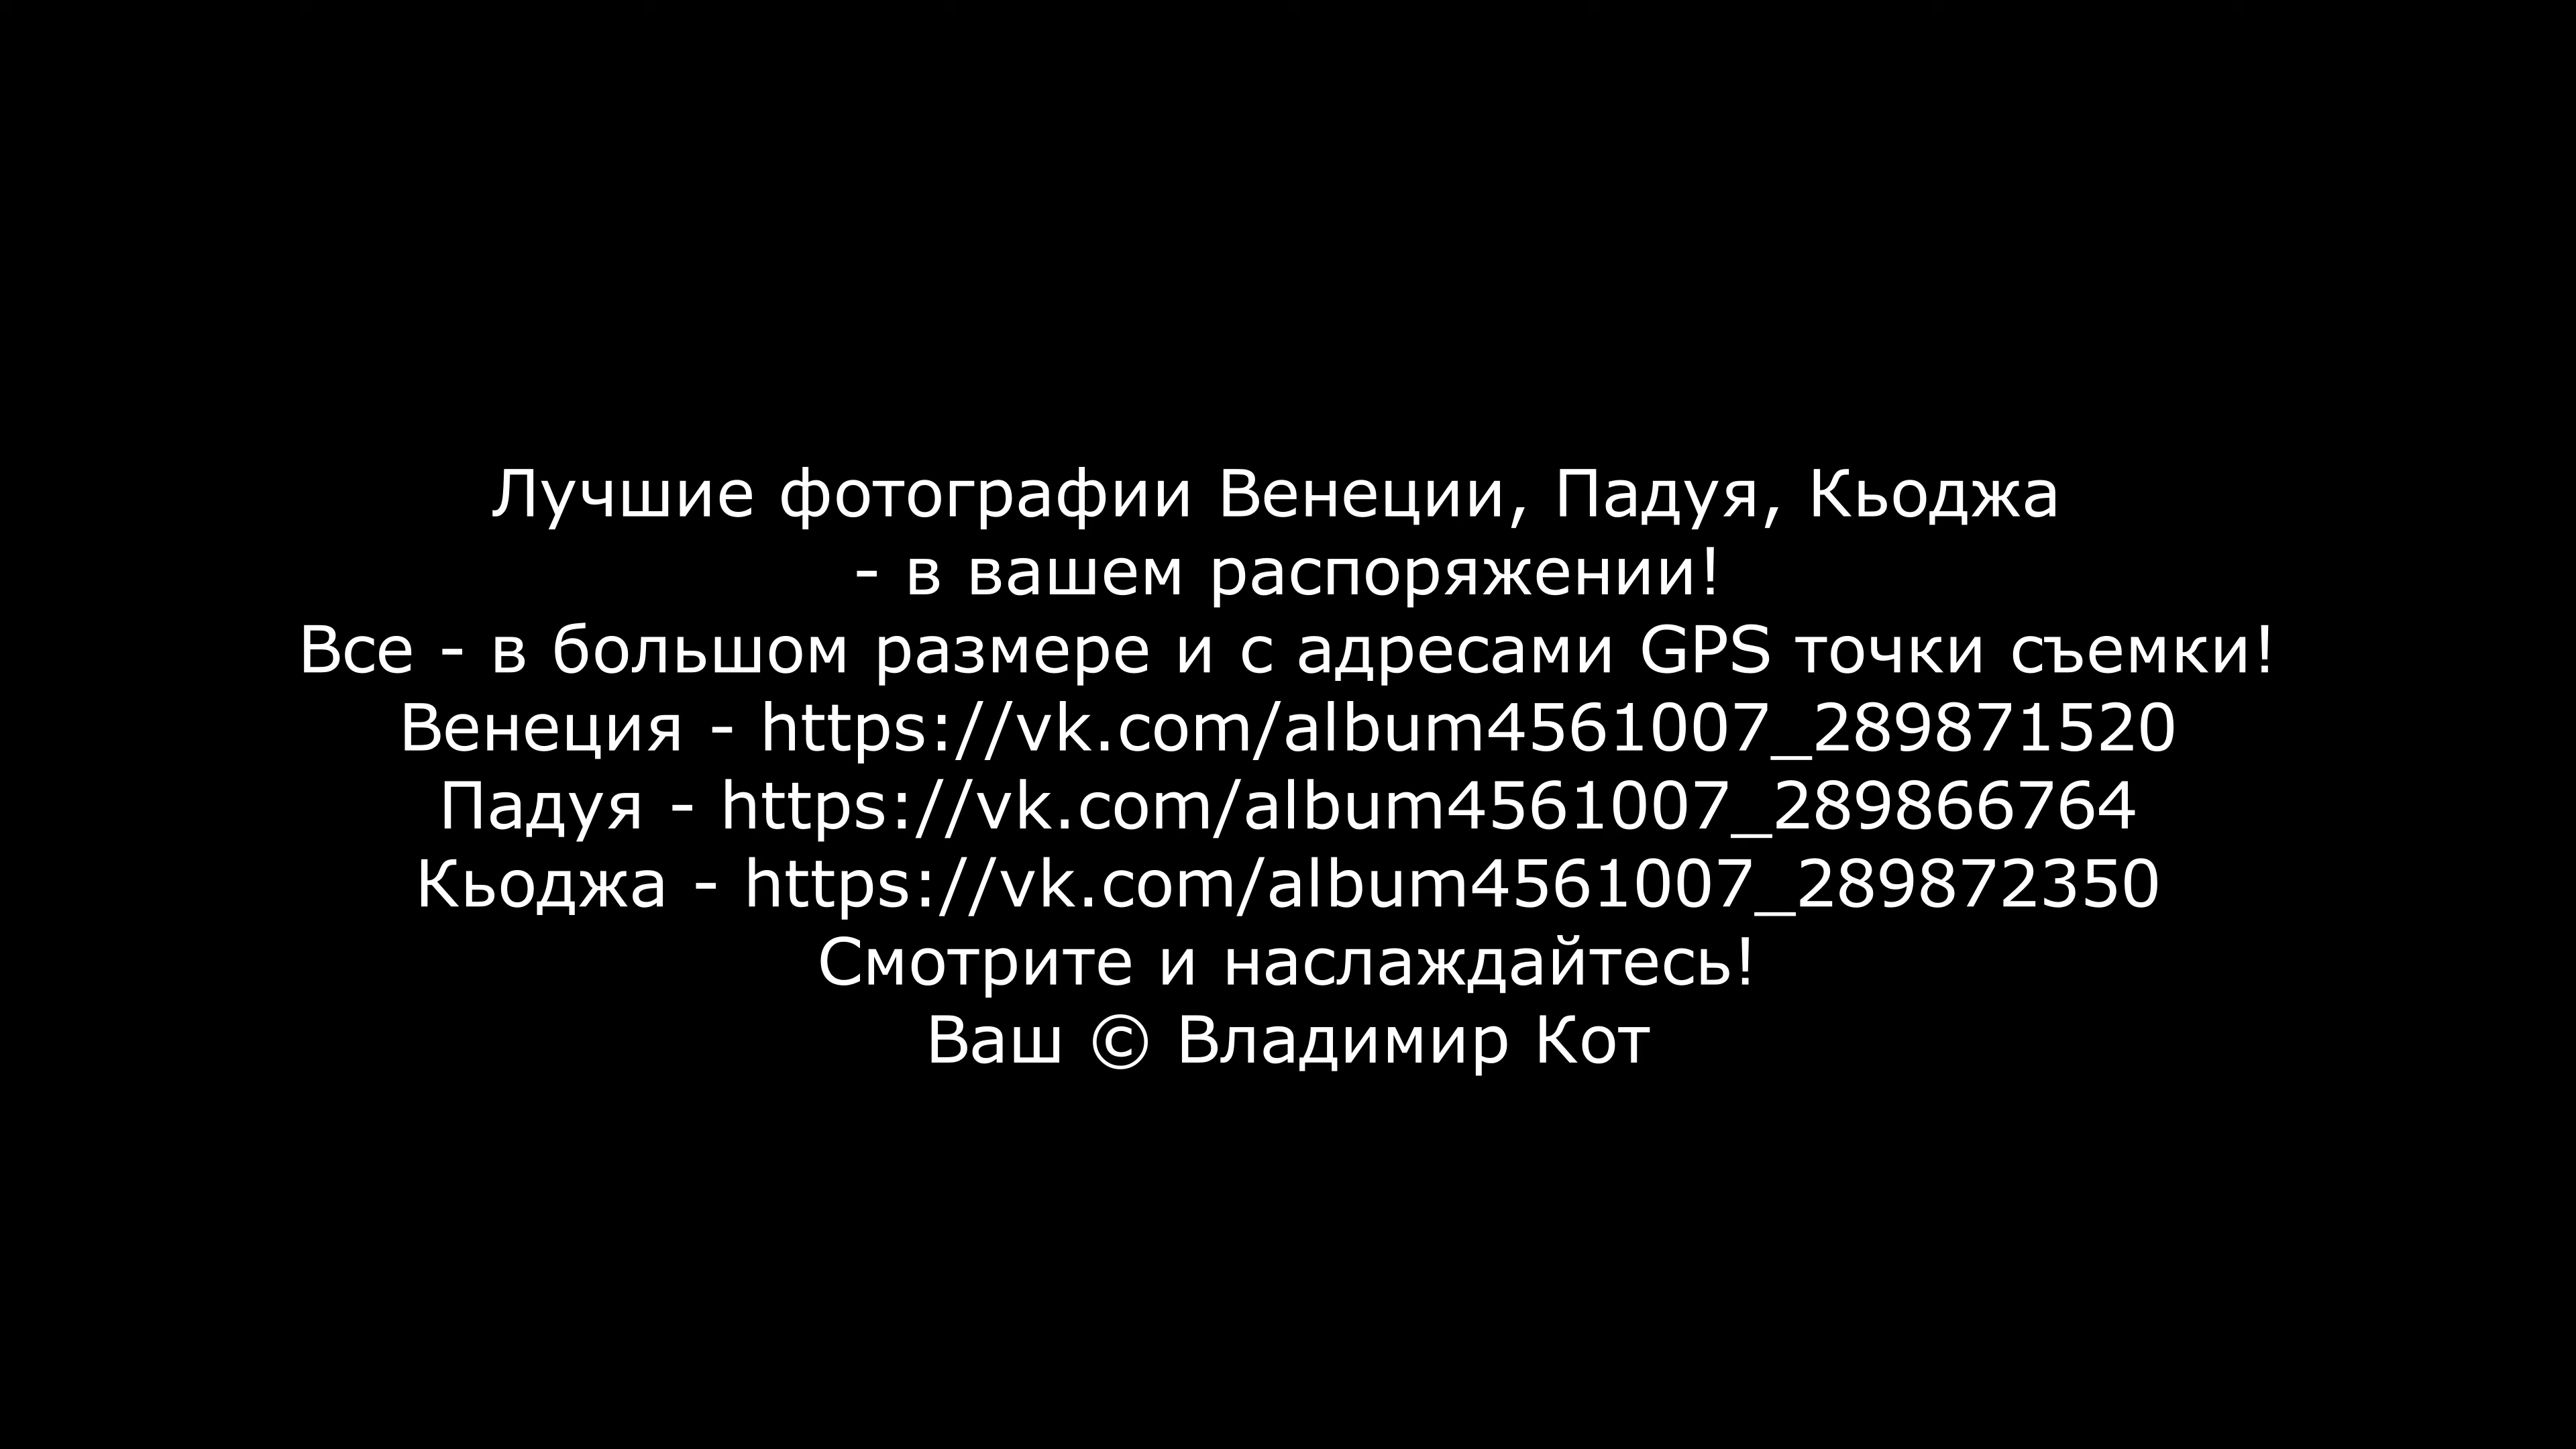 Лучшие фотографии Венеции, Падуя, Кьоджа
- в вашем распоряжении!
Все - в большом размере и с адресами GPS точки съемки!
Венеция - https://vk.com/album4561007_289871520
Падуя - https://vk.com/album4561007_289866764
Кьоджа - https://vk.com/album4561007_289872350
Смотрите и наслаждайтесь!
Ваш © Владимир Кот